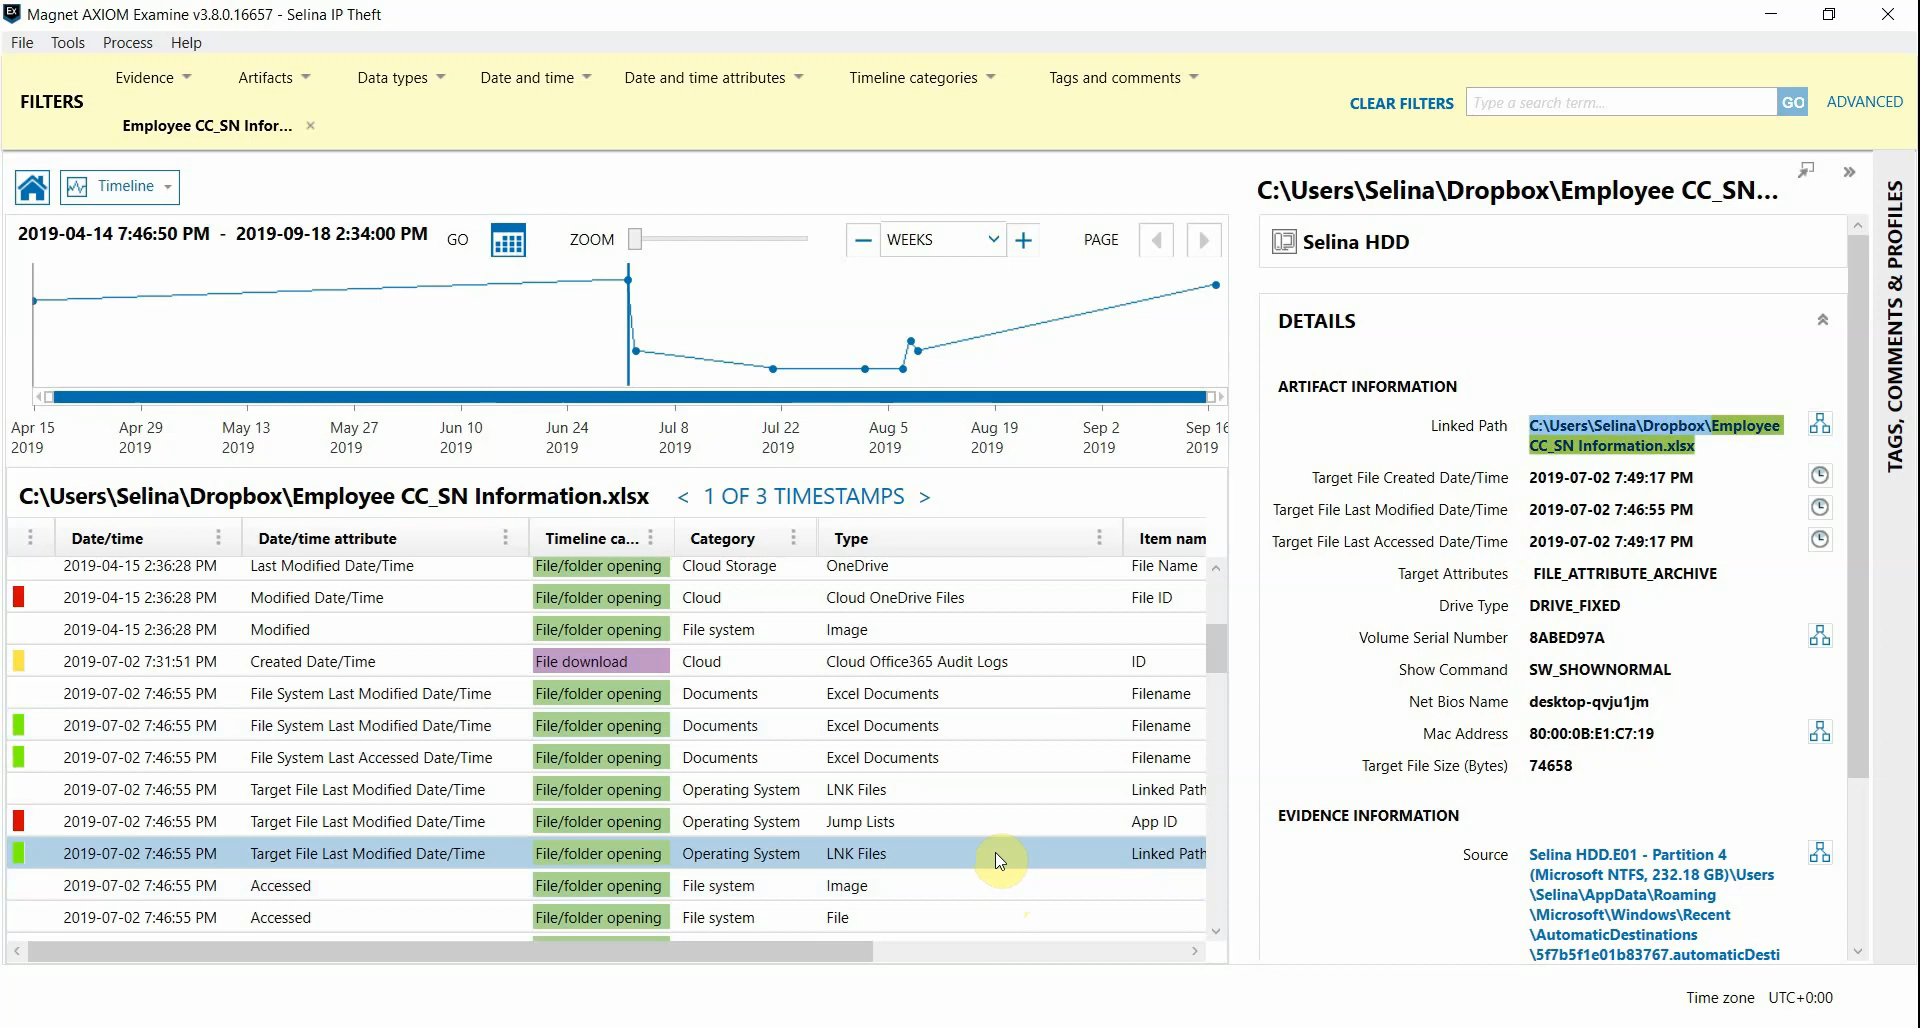 Magnet AXIOM Examine v3.8.0.16657 - Selina IP Theft
File Tools Process Help
FILTERS
Evidence Artifacts Data types Date and time Date and time attributes Timeline categories Tags and comments
Employee CC_SN Infor... ×
CLEAR FILTERS Type a search term... GO ADVANCED
Timeline
2019-04-14 7:46:50 PM - 2019-09-18 2:34:00 PM GO ZOOM WEEKS PAGE
Apr 15 2019
Apr 29 2019
May 13 2019
May 27 2019
Jun 10 2019
Jun 24 2019
Jul 8 2019
Jul 22 2019
Aug 5 2019
Aug 19 2019
Sep 2 2019
Sep 16 2019
C:\Users\Selina\Dropbox\Employee CC_SN Information.xlsx < 1 OF 3 TIMESTAMPS >
Date/time Date/time attribute Timeline ca... Category Type Item nam
2019-04-15 2:36:28 PM Last Modified Date/Time File/folder opening Cloud Storage OneDrive File Name
2019-04-15 2:36:28 PM Modified Date/Time File/folder opening Cloud Cloud OneDrive Files File ID
2019-04-15 2:36:28 PM Modified File/folder opening File system Image
2019-07-02 7:31:51 PM Created Date/Time File download Cloud Cloud Office365 Audit Logs ID
2019-07-02 7:46:55 PM File System Last Modified Date/Time File/folder opening Documents Excel Documents Filename
2019-07-02 7:46:55 PM File System Last Modified Date/Time File/folder opening Documents Excel Documents Filename
2019-07-02 7:46:55 PM File System Last Accessed Date/Time File/folder opening Documents Excel Documents Filename
2019-07-02 7:46:55 PM Target File Last Modified Date/Time File/folder opening Operating System LNK Files Linked Path
2019-07-02 7:46:55 PM Target File Last Modified Date/Time File/folder opening Operating System Jump Lists App ID
2019-07-02 7:46:55 PM Target File Last Modified Date/Time File/folder opening Operating System LNK Files Linked Path
2019-07-02 7:46:55 PM Accessed File/folder opening File system Image
2019-07-02 7:46:55 PM Accessed File/folder opening File system File
C:\Users\Selina\Dropbox\Employee CC_SN...
Selina HDD
DETAILS
ARTIFACT INFORMATION
Linked Path C:\Users\Selina\Dropbox\Employee
CC_SN Information.xlsx
Target File Created Date/Time 2019-07-02 7:49:17 PM
Target File Last Modified Date/Time 2019-07-02 7:46:55 PM
Target File Last Accessed Date/Time 2019-07-02 7:49:17 PM
Target Attributes FILE_ATTRIBUTE_ARCHIVE
Drive Type DRIVE_FIXED
Volume Serial Number 8ABED97A
Show Command SW_SHOWNORMAL
Net Bios Name desktop-qvju1jm
Mac Address 80:00:0B:E1:C7:19
Target File Size (Bytes) 74658
EVIDENCE INFORMATION
Source Selina HDD.E01 - Partition 4
(Microsoft NTFS, 232.18 GB)\Users
\Selina\AppData\Roaming
\Microsoft\Windows\Recent
\AutomaticDestinations
\5f7b5f1e01b83767.automaticDesti
TAGS, COMMENTS & PROFILES
Time zone UTC+0:00